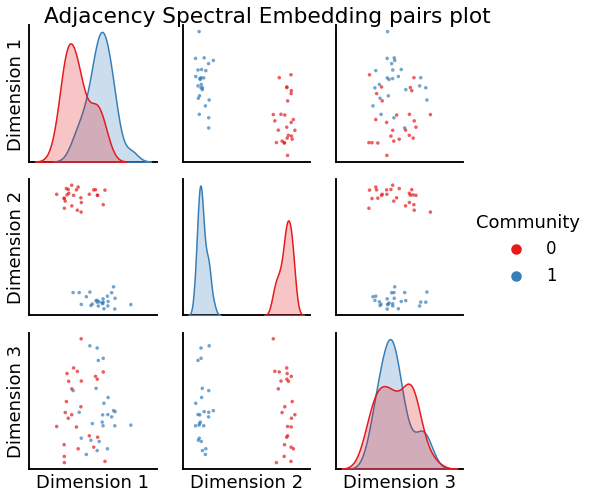 Adjacency Spectral Embedding pairs plot
Dimension 1
Dimension 2
Community
0
1
Dimension 3
Dimension 1
Dimension 2
Dimension 3